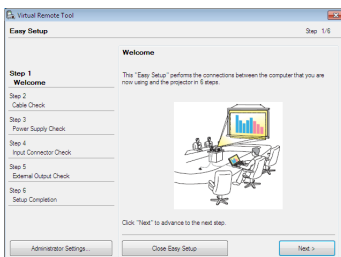 Virtual Remote Tool
Easy Setup
Step 1/6
Welcome
Step 1
Welcome
Step 2
Cable Check
Step 3
Power Supply Check
Step 4
Input Connector Check
Step 5
External Output Check
Step 6
Setup Completion
This "Easy Setup" performs the connections between the computer that you are
now using and the projector in 6 steps.
Click "Next" to advance to the next step.
Administrator Settings...
Close Easy Setup
Next >